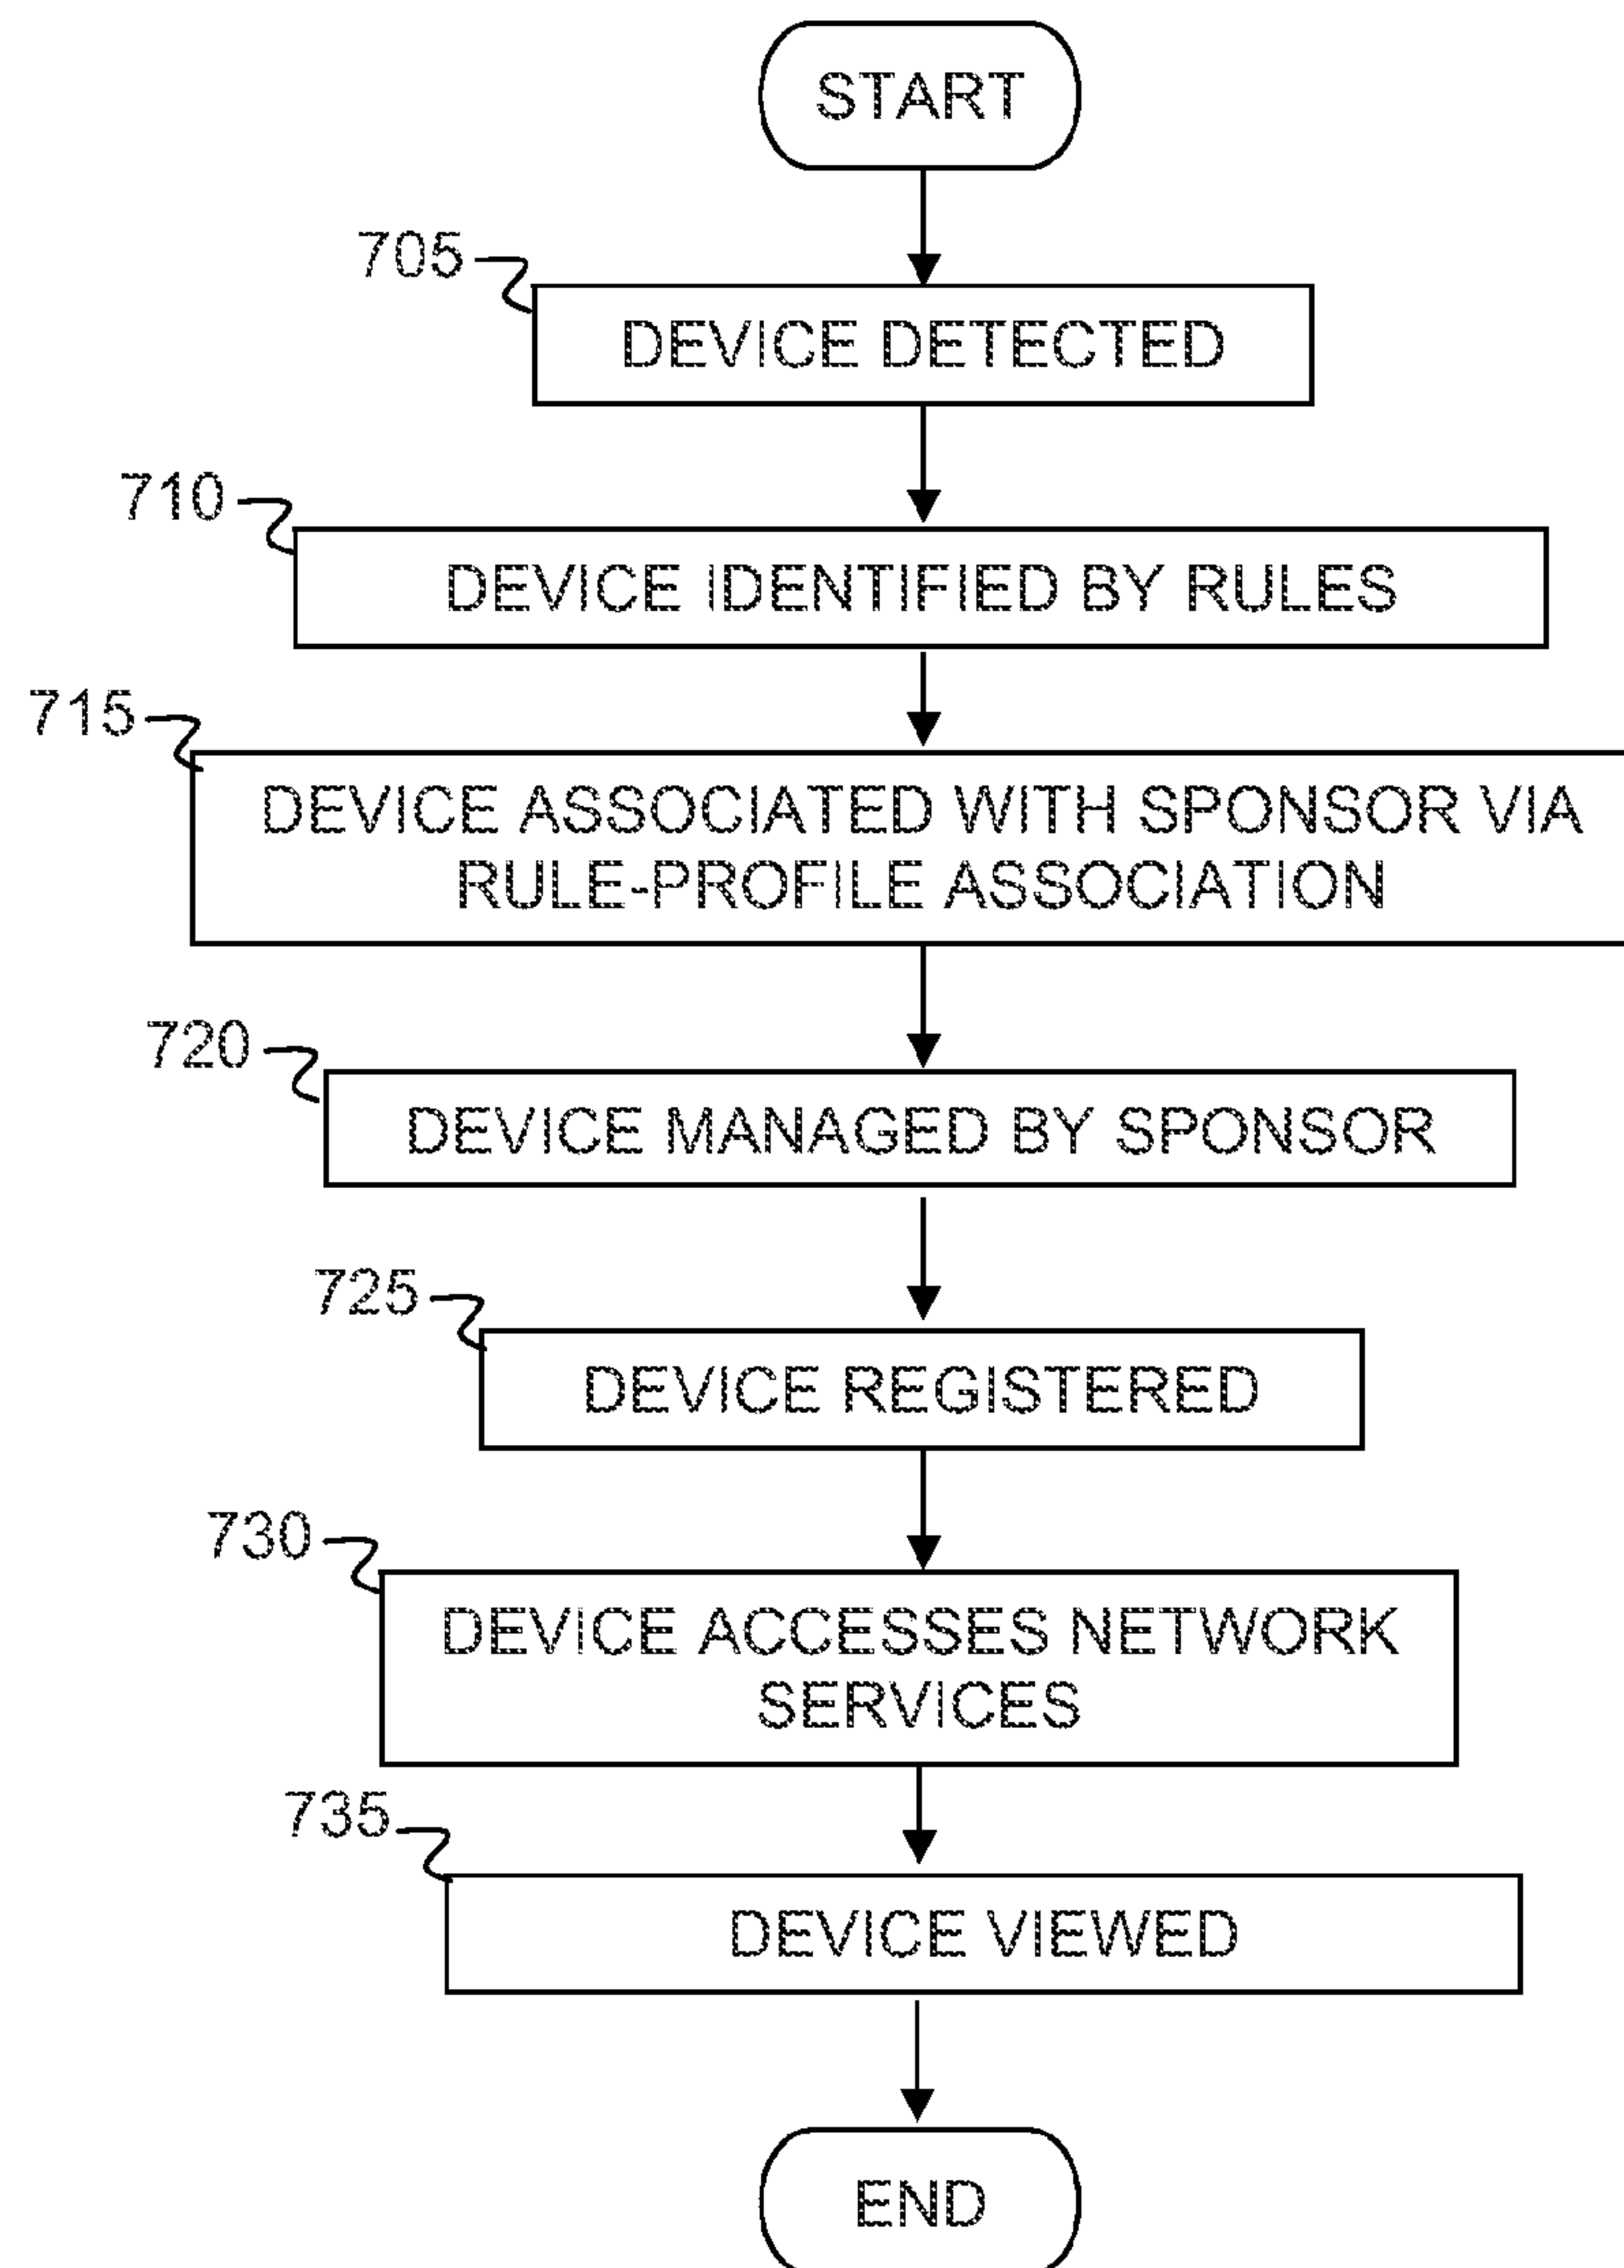 START
705
DEVICE DETECTED
710
DEVICE IDENTIFIED BY RULES
715
DEVICE ASSOCIATED WITH SPONSOR VIA
RULE-PROFILE ASSOCIATION
720
DEVICE MANAGED BY SPONSOR
725
DEVICE REGISTERED
730
DEVICE ACCESSES NETWORK
SERVICES
735
DEVICE VIEWED
END